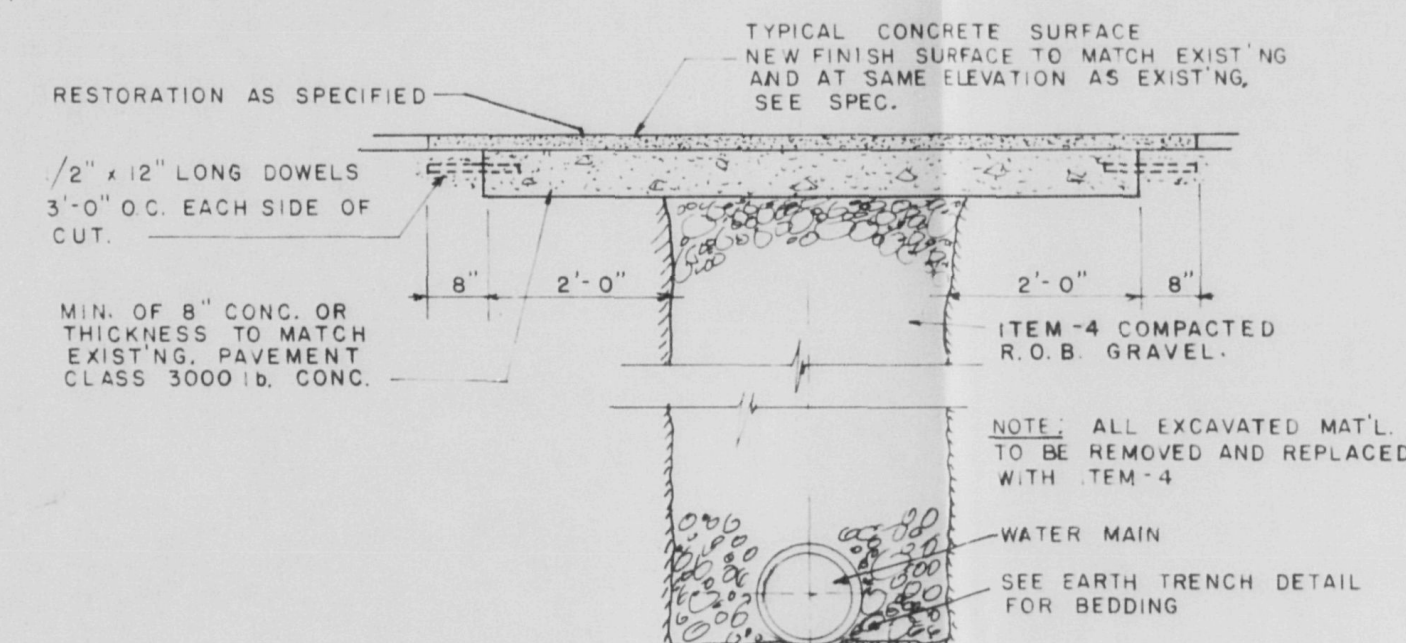 TYPICAL CONCRETE SURFACE
NEW FINISH SURFACE TO MATCH EXIST'NG
AND AT SAME ELEVATION AS EXIST'NG.
SEE SPEC.
RESTORATION AS SPECIFIED
1/2" x 12" LONG DOWELS
3'-0" O.C. EACH SIDE OF
CUT.
8"
2'-0"
2'-0"
8"
MIN. OF 8" CONC. OR
THICKNESS TO MATCH
EXIST'NG. PAVEMENT
CLASS 3000 lb. CONC.
ITEM-4 COMPACTED
R.O.B. GRAVEL.
NOTE: ALL EXCAVATED MAT'L.
TO BE REMOVED AND REPLACED
WITH ITEM-4
WATER MAIN
SEE EARTH TRENCH DETAIL
FOR BEDDING